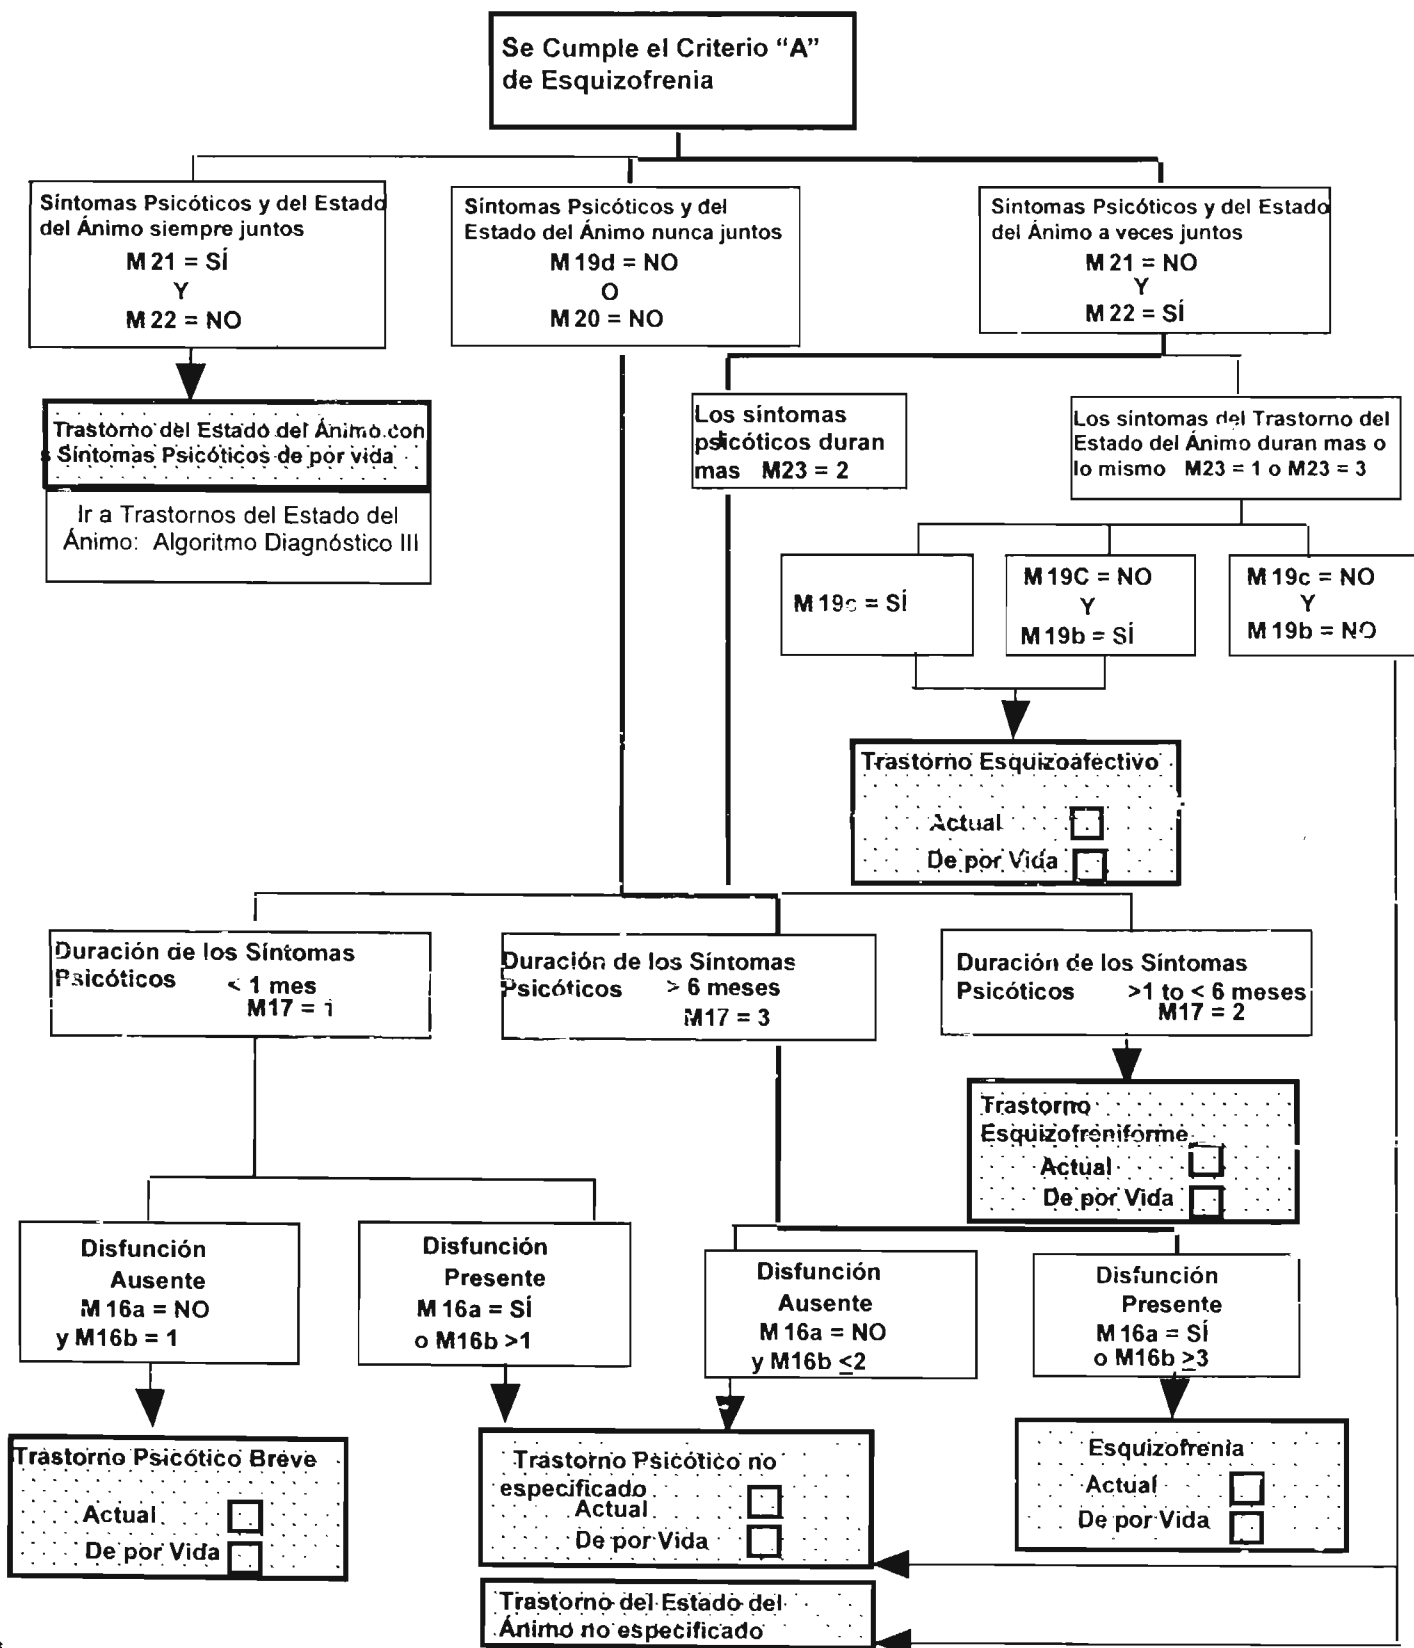 Se Cumple el Criterio “A”
de Esquizofrenia
Síntomas Psicóticos y del Estado
del Ánimo siempre juntos
M 21 = SÍ
Y
M 22 = NO
Síntomas Psicóticos y del
Estado del Ánimo nunca juntos
M 19d = NO
O
M 20 = NO
Síntomas Psicóticos y del Estado
del Ánimo a veces juntos
M 21 = NO
Y
M 22 = SÍ
Trastorno del Estado del Ánimo con
s Síntomas Psicóticos de por vida
Ir a Trastornos del Estado del
Ánimo: Algoritmo Diagnóstico III
Los síntomas
psicóticos duran
mas M23 = 2
Los síntomas del Trastorno del
Estado del Ánimo duran mas o
lo mismo M23 = 1 o M23 = 3
M 19c = SÍ
M 19C = NO
Y
M 19b = SÍ
M 19c = NO
Y
M 19b = NO
Trastorno Esquizoafectivo
Actual
De por Vida
Duración de los Síntomas
Psicóticos < 1 mes
M17 = 1
Duración de los Síntomas
Psicóticos > 6 meses
M17 = 3
Duración de los Síntomas
Psicóticos >1 to < 6 meses
M17 = 2
Trastorno
Esquizofreniforme
Actual
De por Vida
Disfunción
Ausente
M 16a = NO
y M16b = 1
Disfunción
Presente
M 16a = SÍ
o M16b >1
Disfunción
Ausente
M 16a = NO
y M16b <2
Disfunción
Presente
M 16a = SÍ
o M16b ≥3
Trastorno Psicótico Breve
Actual
De por Vida
Trastorno Psicótico no
especificado
Actual
De por Vida
Esquizofrenia
Actual
De por Vida
Trastorno del Estado del
Ánimo no especificado